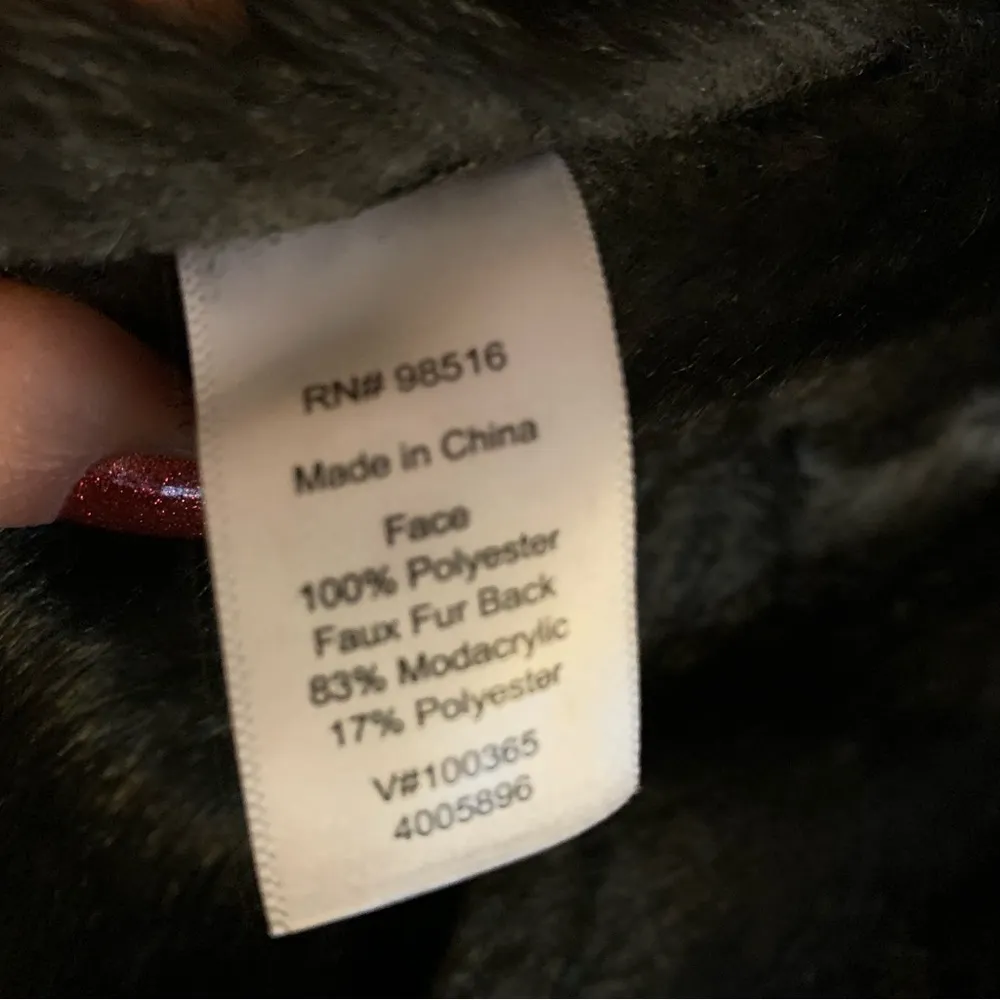 RN# 98516
Made in China
Face
100% Polyester
Faux Fur Back
83% Modacrylic
17% Polyester
V#100365
4005896